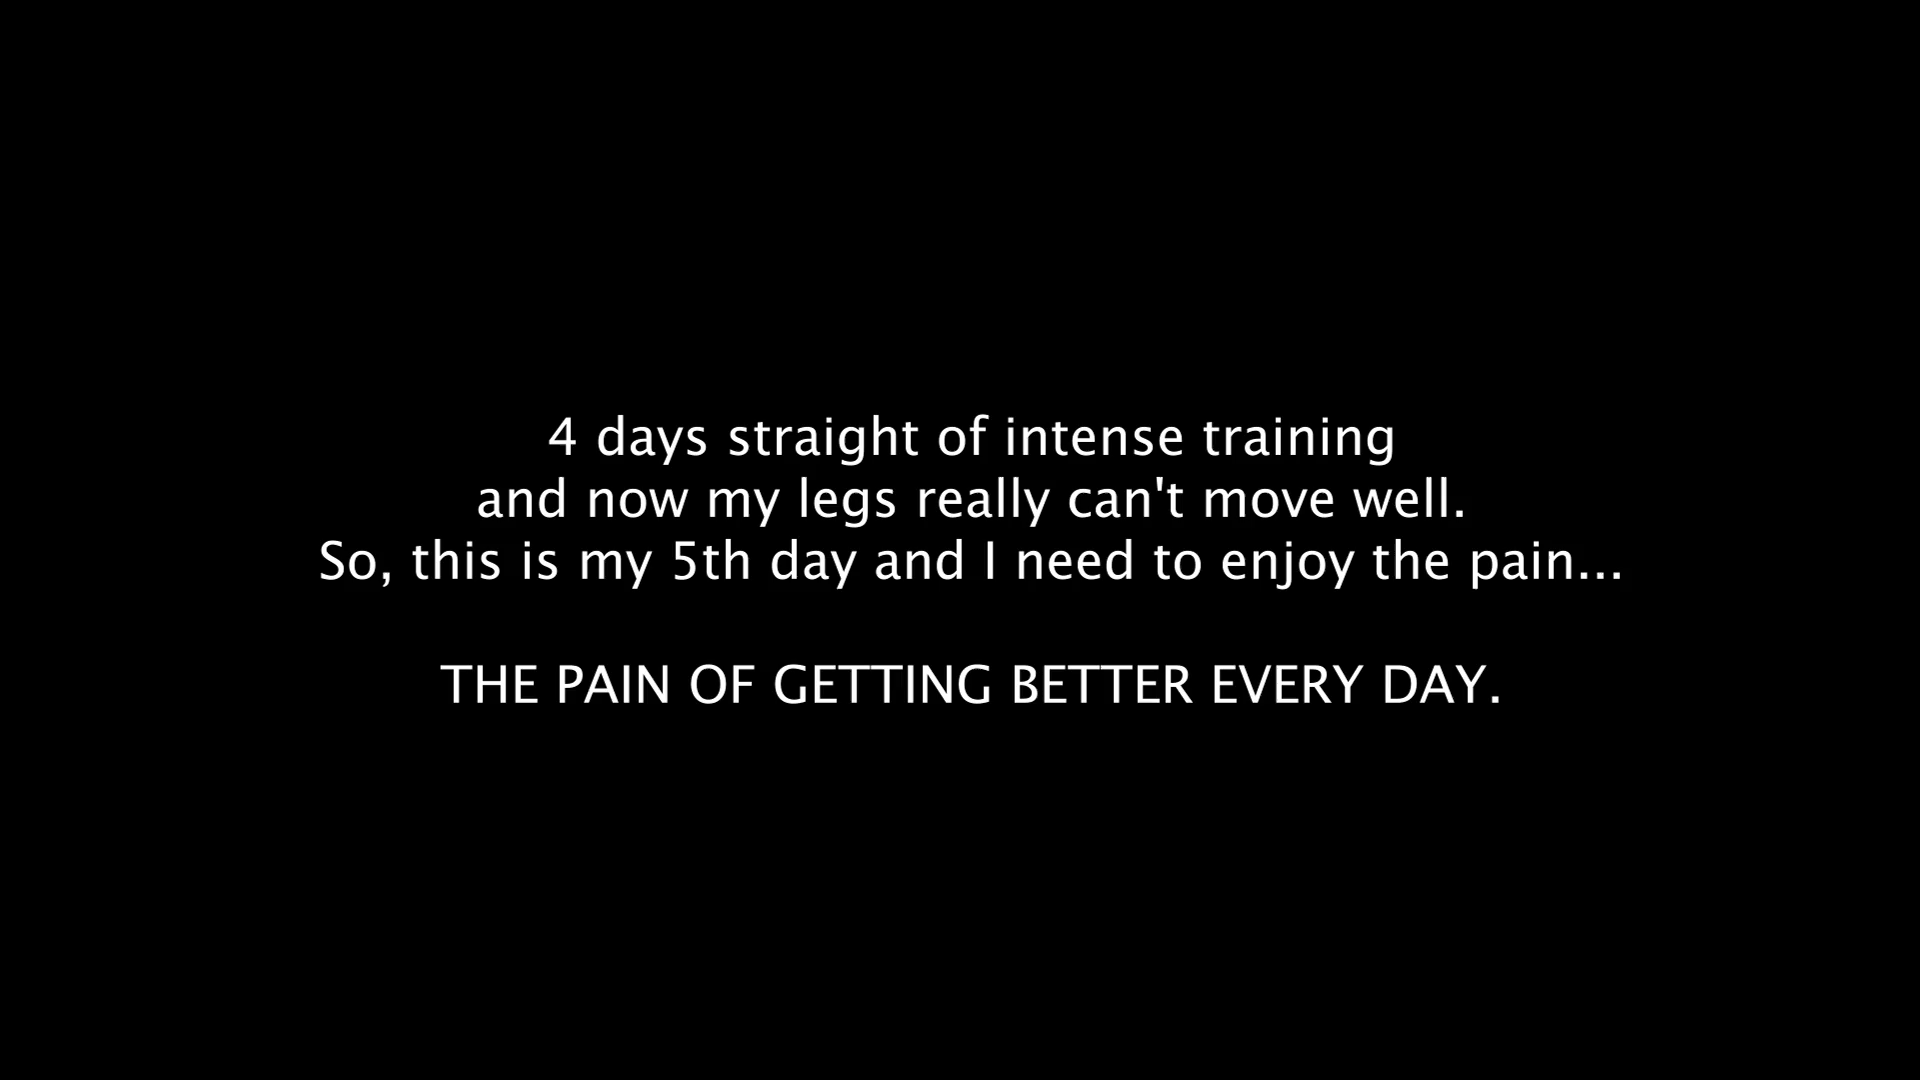 4 days straight of intense training
and now my legs really can't move well.
So, this is my 5th day and I need to enjoy the pain...
THE PAIN OF GETTING BETTER EVERY DAY.